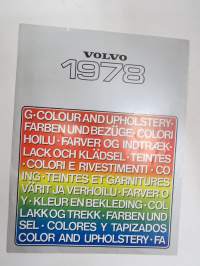 VOLVO
1978
G·COLOUR AND UPHOLSTERY·
FARBEN UND BEZÜGE·COLORI
HOILU·FARVER OG INDTRÆK·
LACK OCH KLÄDSEL·TEINTES
·COLORI E RIVESTIMENTI·CO
ING·TEINTES ET GARNITURES
VÄRIT JA VERHOILU·FARVER O
Y·KLEUR EN BEKLEDING·COL
LAKK OG TREKK·FARBEN UND
SEL·COLORES Y TAPIZADOS
COLOR AND UPHOLSTERY·FA